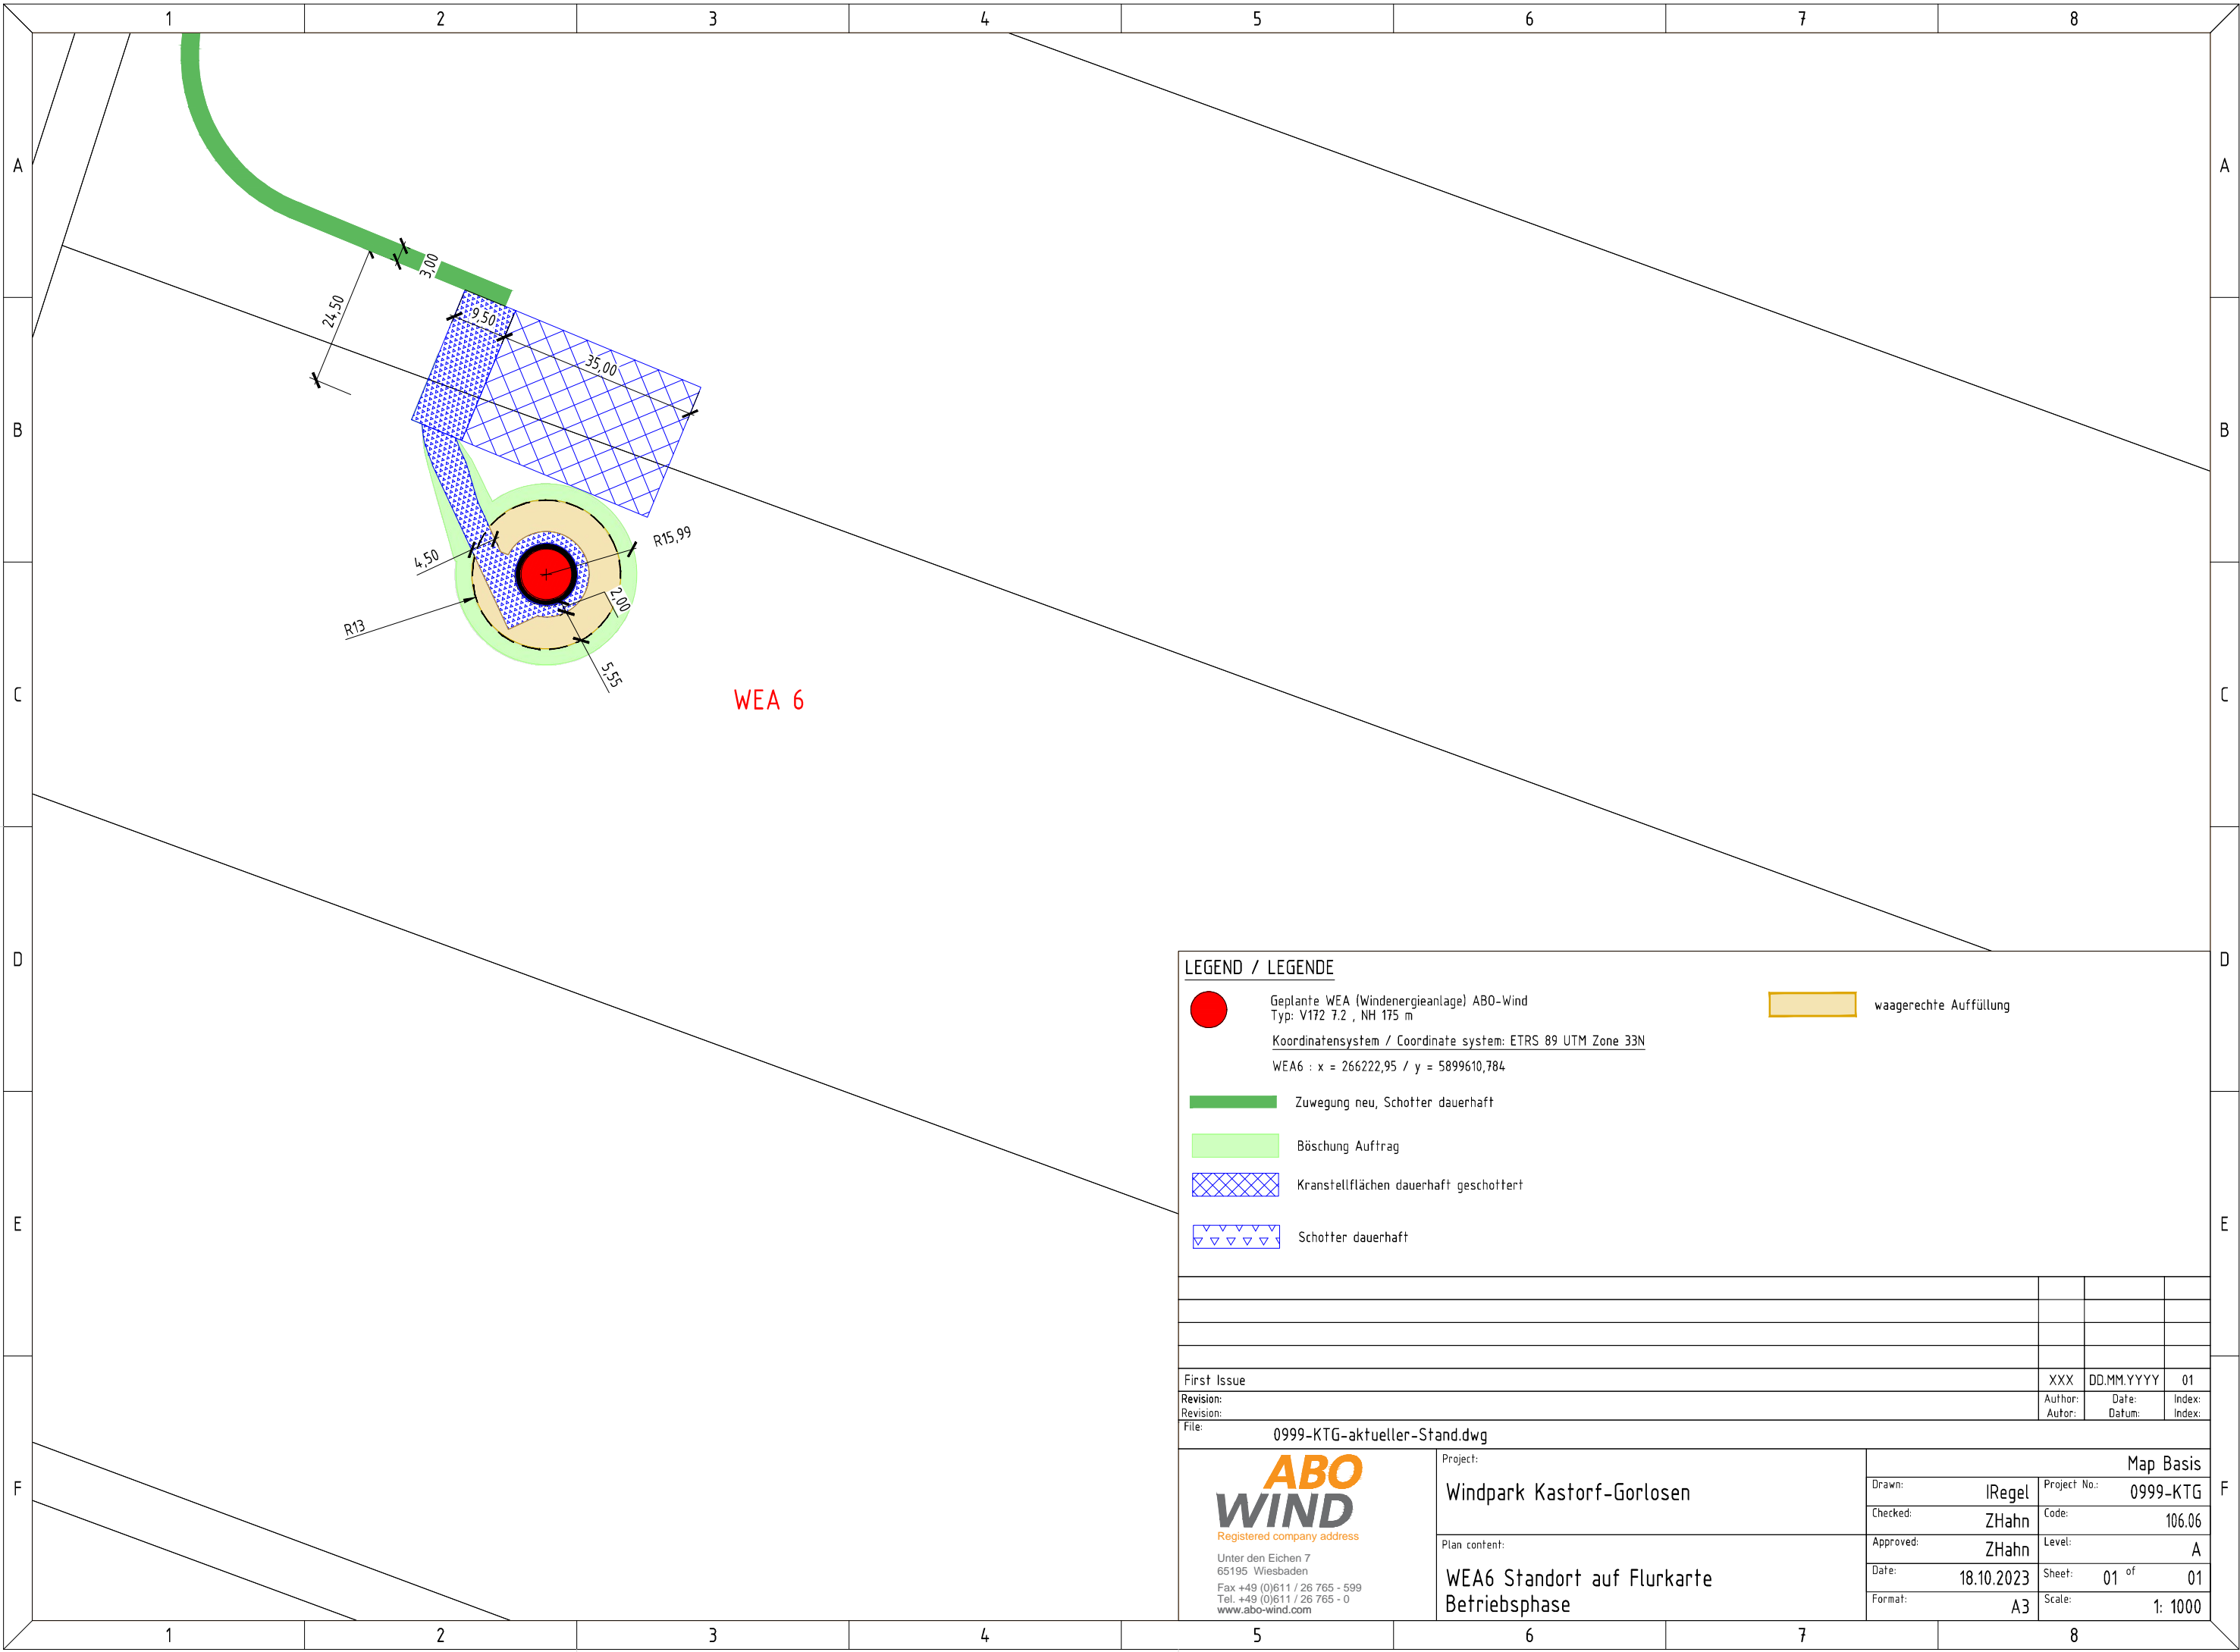 1 2 3 4 5 6 7 8
A A
3,00
24,50
9,50
35,00
B B
R15,99
4,50
2,00
R13
5,55
C C
WEA 6
D D
LEGEND / LEGENDE
Geplante WEA (Windenergieanlage) ABO-Wind
Typ: V172 7.2 , NH 175 m
waagerechte Auffüllung
Koordinatensystem / Coordinate system: ETRS 89 UTM Zone 33N
WEA6 : x = 266222,95 / y = 5899610,784
Zuwegung neu, Schotter dauerhaft
Böschung Auftrag
Kranstellflächen dauerhaft geschottert
E E
Schotter dauerhaft
First Issue XXX DD.MM.YYYY 01
Revision: Author: Date: Index:
Revision: Autor: Datum: Index:
File: 0999-KTG-aktueller-Stand.dwg
F F
ABO
WIND
Registered company address
Unter den Eichen 7
65195 Wiesbaden
Fax +49 (0)611 / 26 765 - 599
Tel. +49 (0)611 / 26 765 - 0
www.abo-wind.com
Project:
Windpark Kastorf-Gorlosen
Plan content:
WEA6 Standort auf Flurkarte
Betriebsphase
Map Basis
Drawn: IRegel Project No.: 0999-KTG
Checked: ZHahn Code: 106.06
Approved: ZHahn Level: A
Date: 18.10.2023 Sheet: 01 of 01
Format: A3 Scale: 1: 1000
1 2 3 4 5 6 7 8